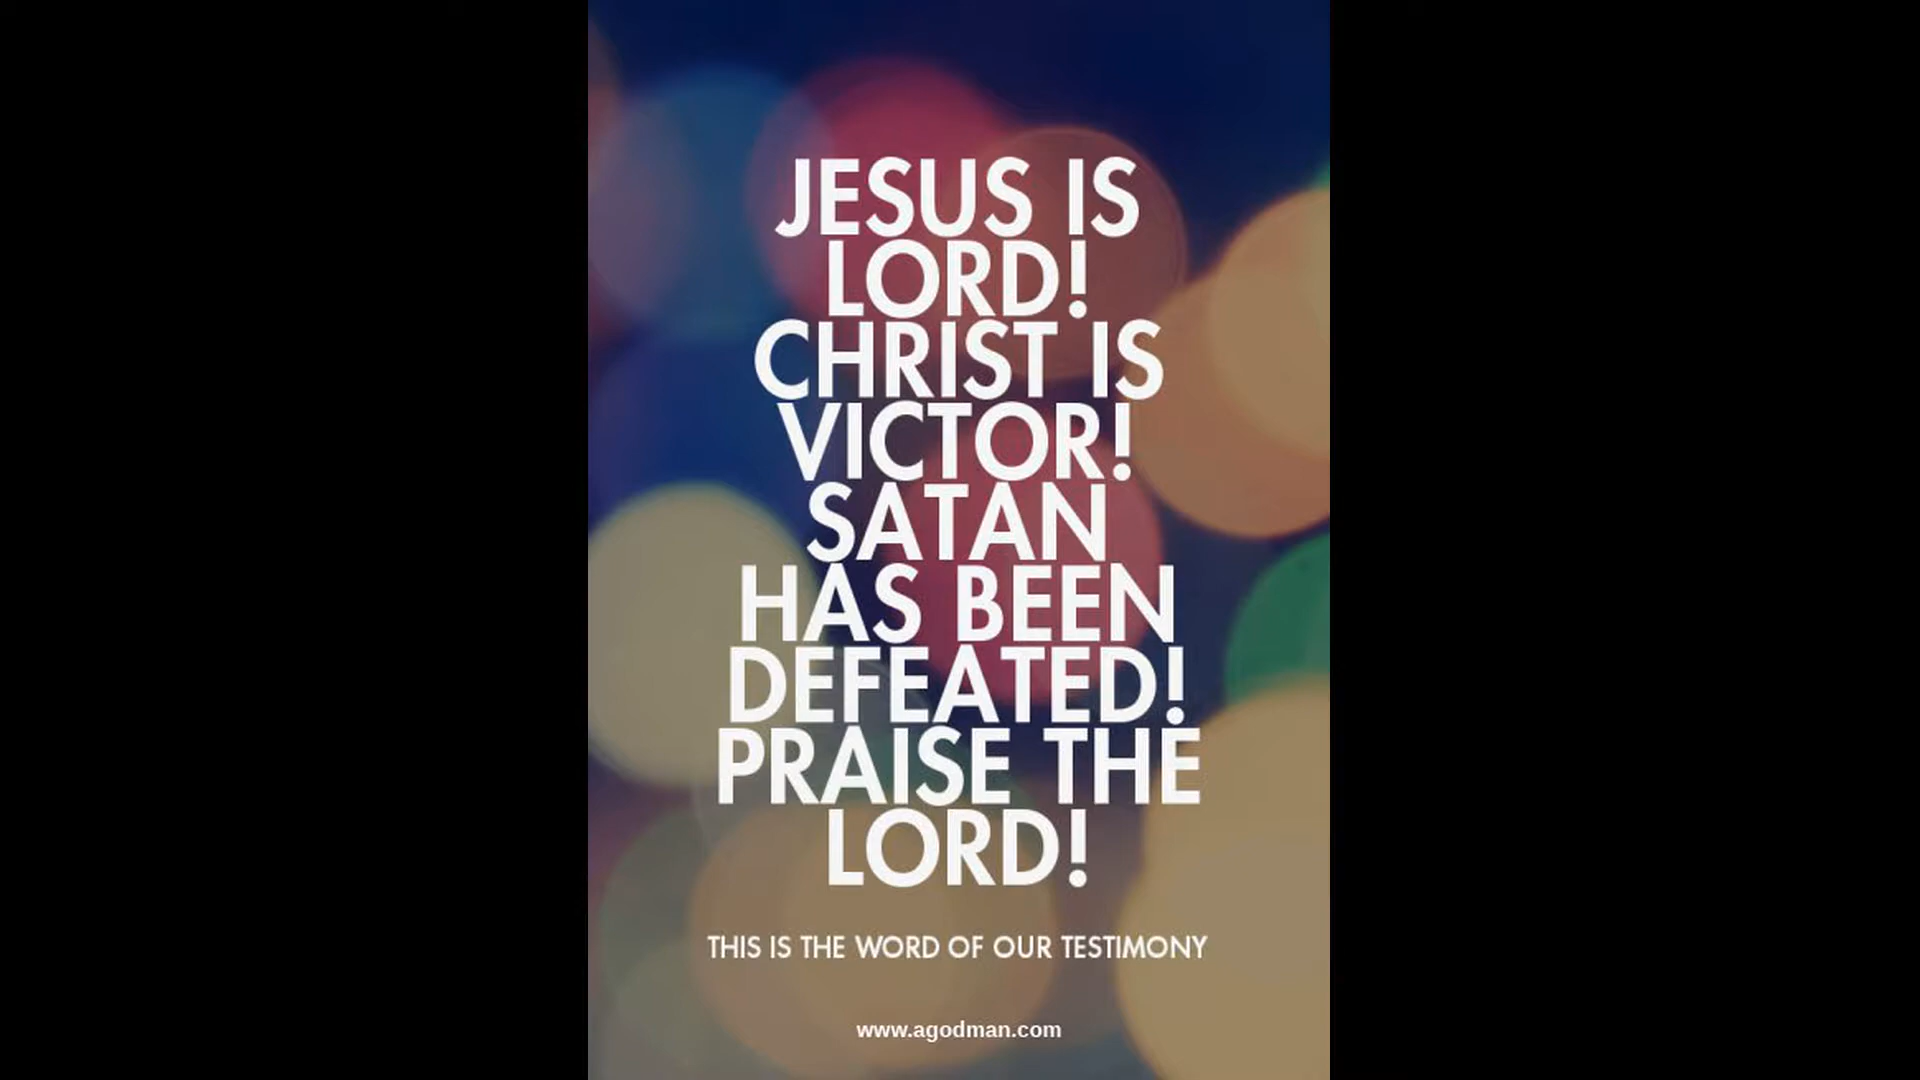 JESUS IS
LORD!
CHRIST IS
VICTOR!
SATAN
HAS BEEN
DEFEATED!
PRAISE THE
LORD!
THIS IS THE WORD OF OUR TESTIMONY
www.agodman.com